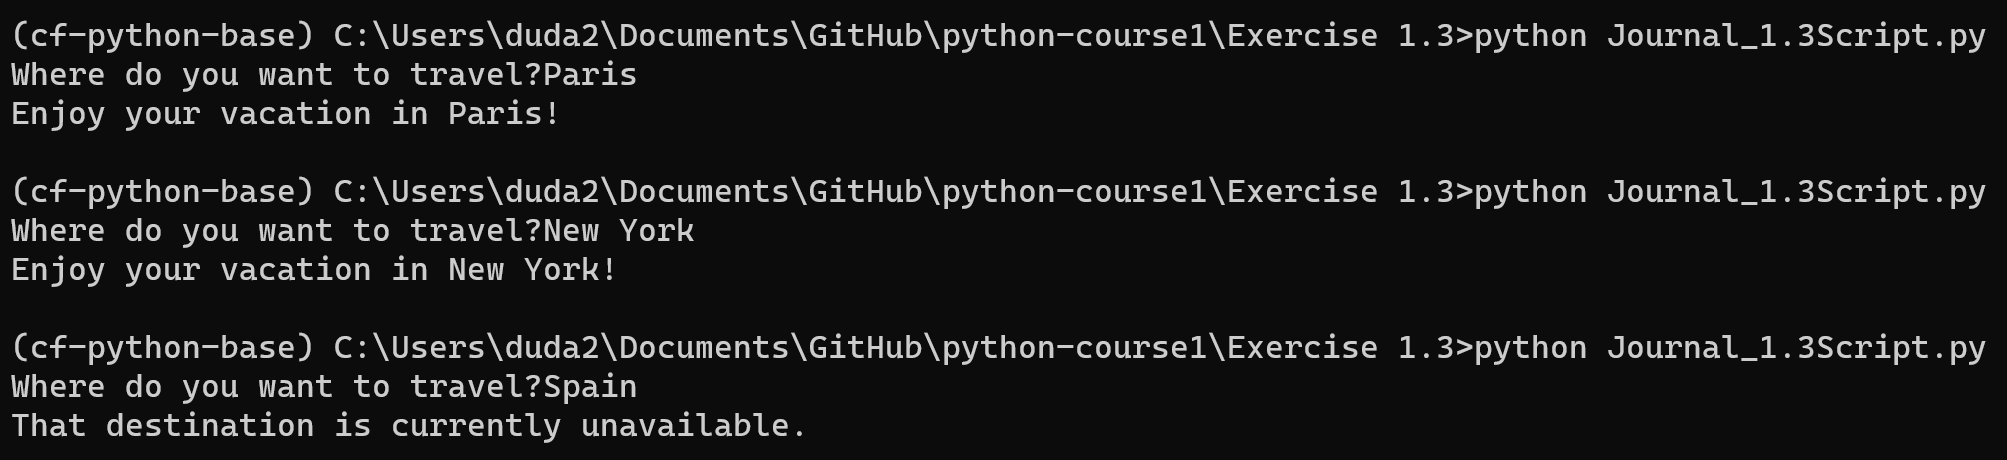 (cf-python-base) C:\Users\duda2\Documents\GitHub\python-course1\Exercise 1.3>python Journal_1.3Script.py
Where do you want to travel?Paris
Enjoy your vacation in Paris!
(cf-python-base) C:\Users\duda2\Documents\GitHub\python-course1\Exercise 1.3>python Journal_1.3Script.py
Where do you want to travel?New York
Enjoy your vacation in New York!
(cf-python-base) C:\Users\duda2\Documents\GitHub\python-course1\Exercise 1.3>python Journal_1.3Script.py
Where do you want to travel?Spain
That destination is currently unavailable.